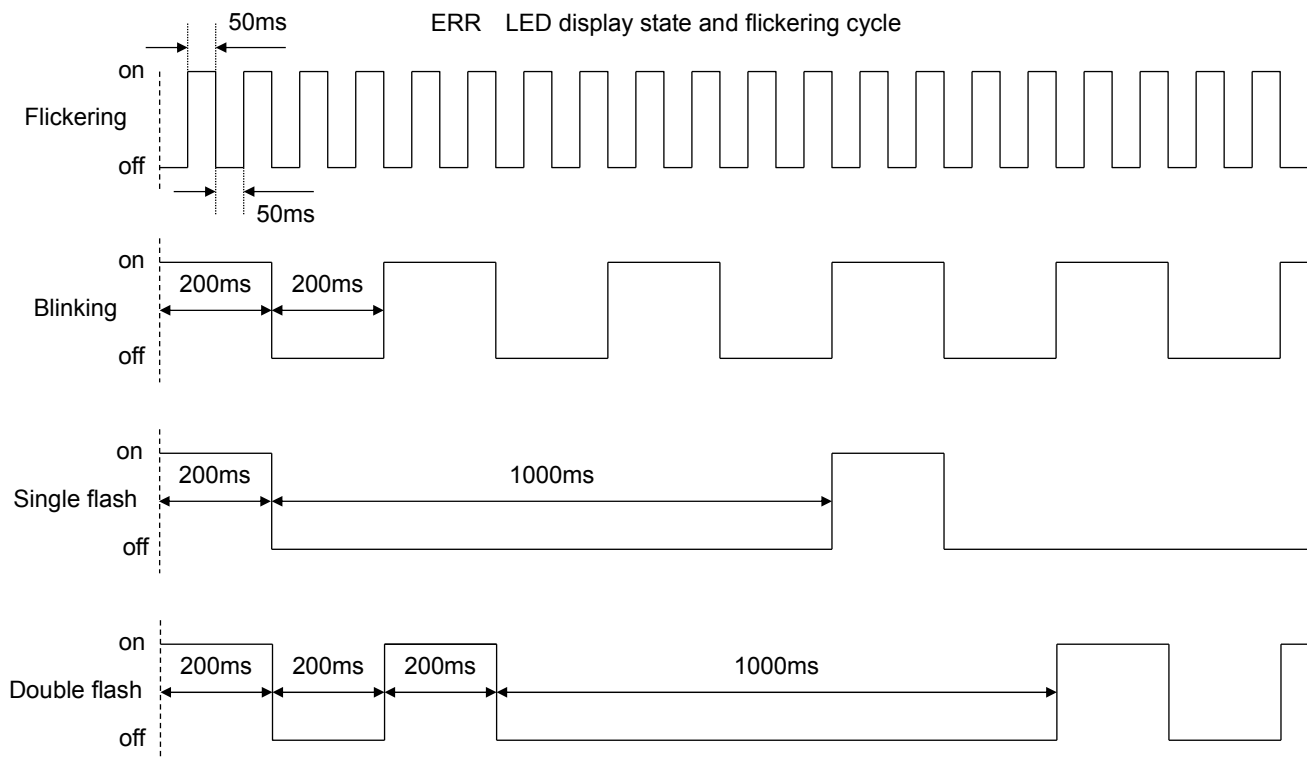 50ms
ERR LED display state and flickering cycle
on
Flickering
off
50ms
on
200ms 200ms
Blinking
off
on
200ms 1000ms
Single flash
off
on
200ms 200ms 200ms 1000ms
Double flash
off